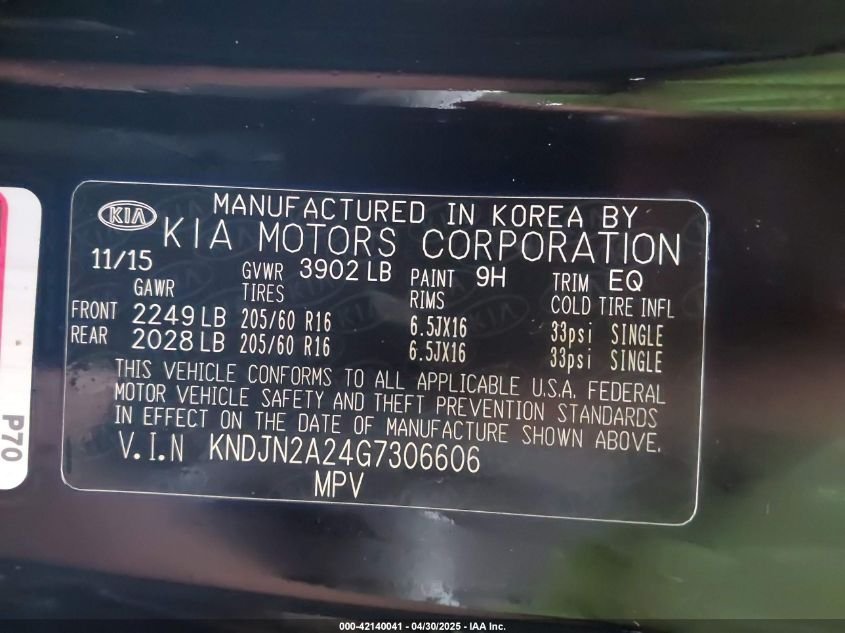 MANUFACTURED IN KOREA BY
KIA KIA MOTORS CORPORATION
11/15 GVWR 3902 LB PAINT 9H TRIM EQ
GAWR TIRES RIMS COLD TIRE INFL
FRONT 2249 LB 205/60 R16 6.5JX16 33psi SINGLE
REAR 2028 LB 205/60 R16 6.5JX16 33psi SINGLE
THIS VEHICLE CONFORMS TO ALL APPLICABLE U.S.A. FEDERAL
MOTOR VEHICLE SAFETY AND THEFT PREVENTION STANDARDS
IN EFFECT ON THE DATE OF MANUFACTURE SHOWN ABOVE.
V.I.N KNDJN2A24G7306606
MPV
P70
000-42140041 - 04/30/2025 - IAA Inc.